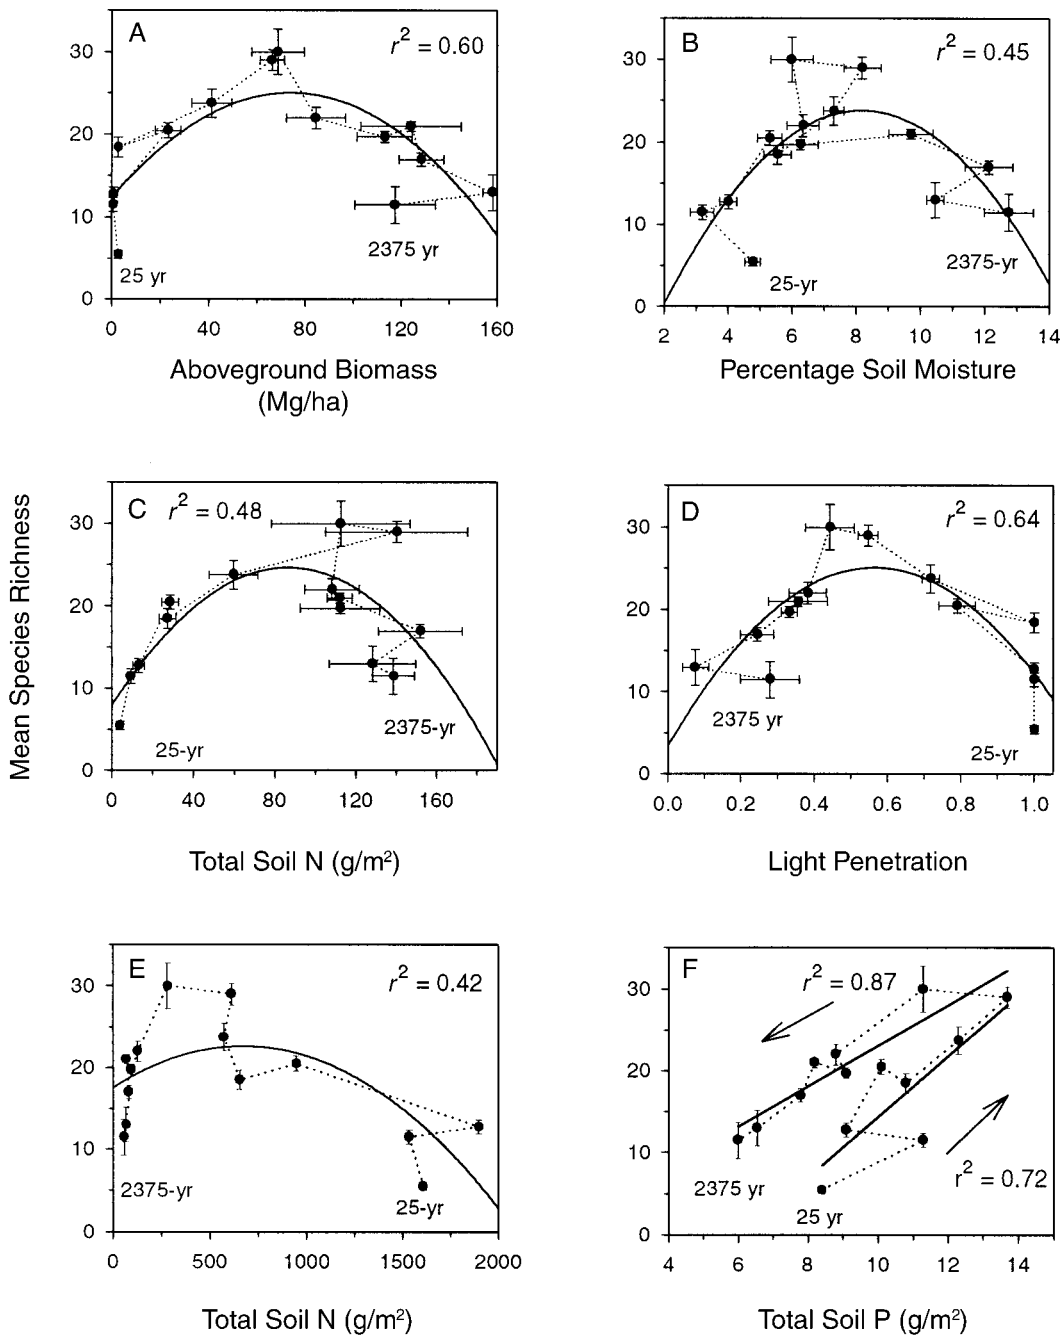 A
r² = 0.60
30
20
10
0
25 yr
2375 yr
0 40 80 120 160
Aboveground Biomass
(Mg/ha)
B
r² = 0.45
30
20
10
0
25-yr
2375-yr
2 4 6 8 10 12 14
Percentage Soil Moisture
Mean Species Richness
C
r² = 0.48
30
20
10
0
25-yr
2375-yr
0 40 80 120 160
Total Soil N (g/m²)
D
r² = 0.64
30
20
10
0
2375 yr
25-yr
0.0 0.2 0.4 0.6 0.8 1.0
Light Penetration
E
r² = 0.42
30
20
10
0
2375-yr
25-yr
0 500 1000 1500 2000
Total Soil N (g/m²)
F
r² = 0.87
30
20
10
0
r² = 0.72
2375 yr
25 yr
4 6 8 10 12 14
Total Soil P (g/m²)